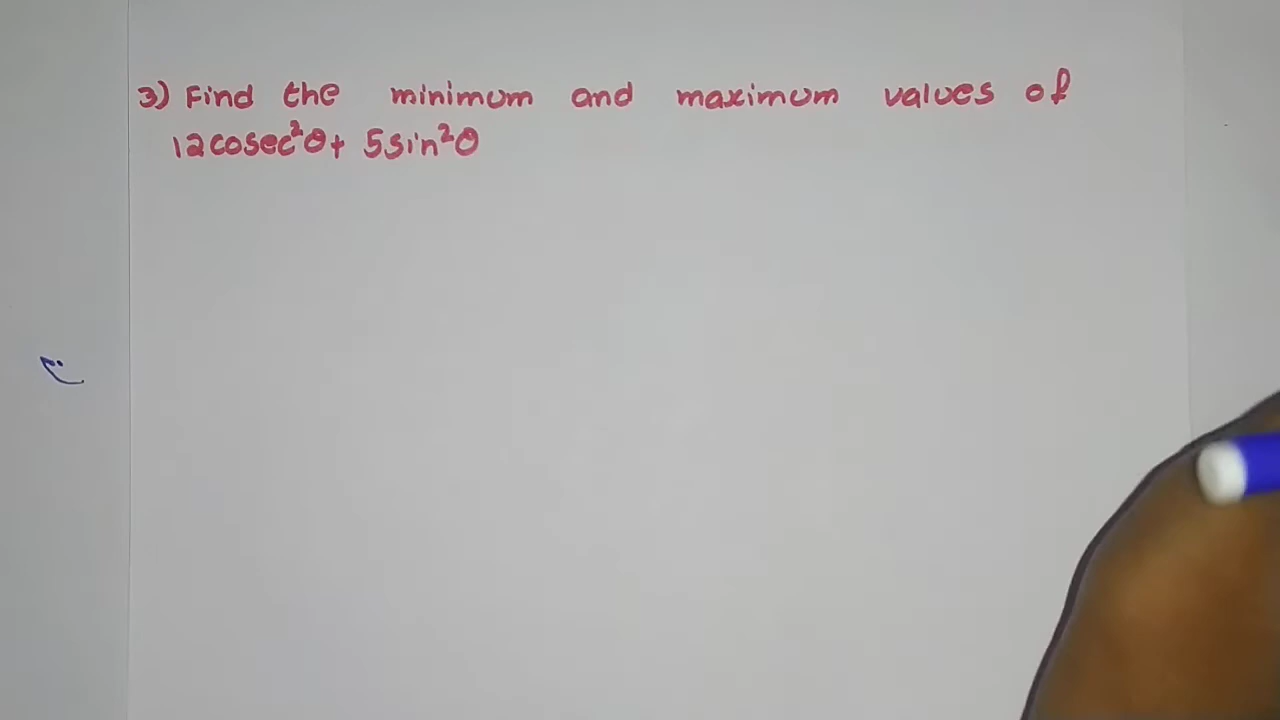 3) Find the minimum and maximum values of
12cosec²θ+ 5sin²θ